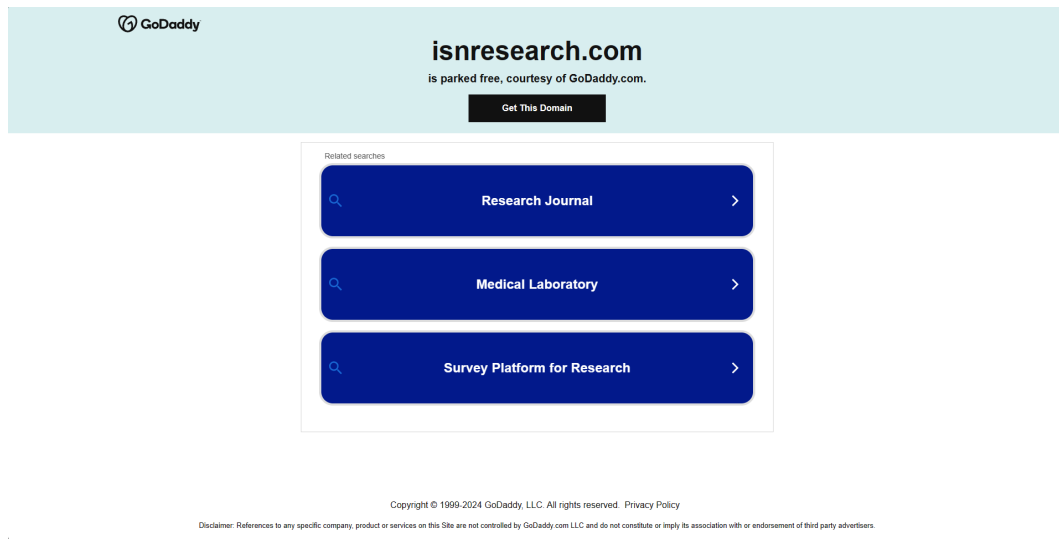 GoDaddy
isnresearch.com
is parked free, courtesy of GoDaddy.com.
Get This Domain
Related searches
Research Journal
Medical Laboratory
Survey Platform for Research
Copyright © 1999-2024 GoDaddy, LLC. All rights reserved. Privacy Policy
Disclaimer: References to any specific company, product or services on this Site are not controlled by GoDaddy.com LLC and do not constitute or imply its association with or endorsement of third party advertisers.